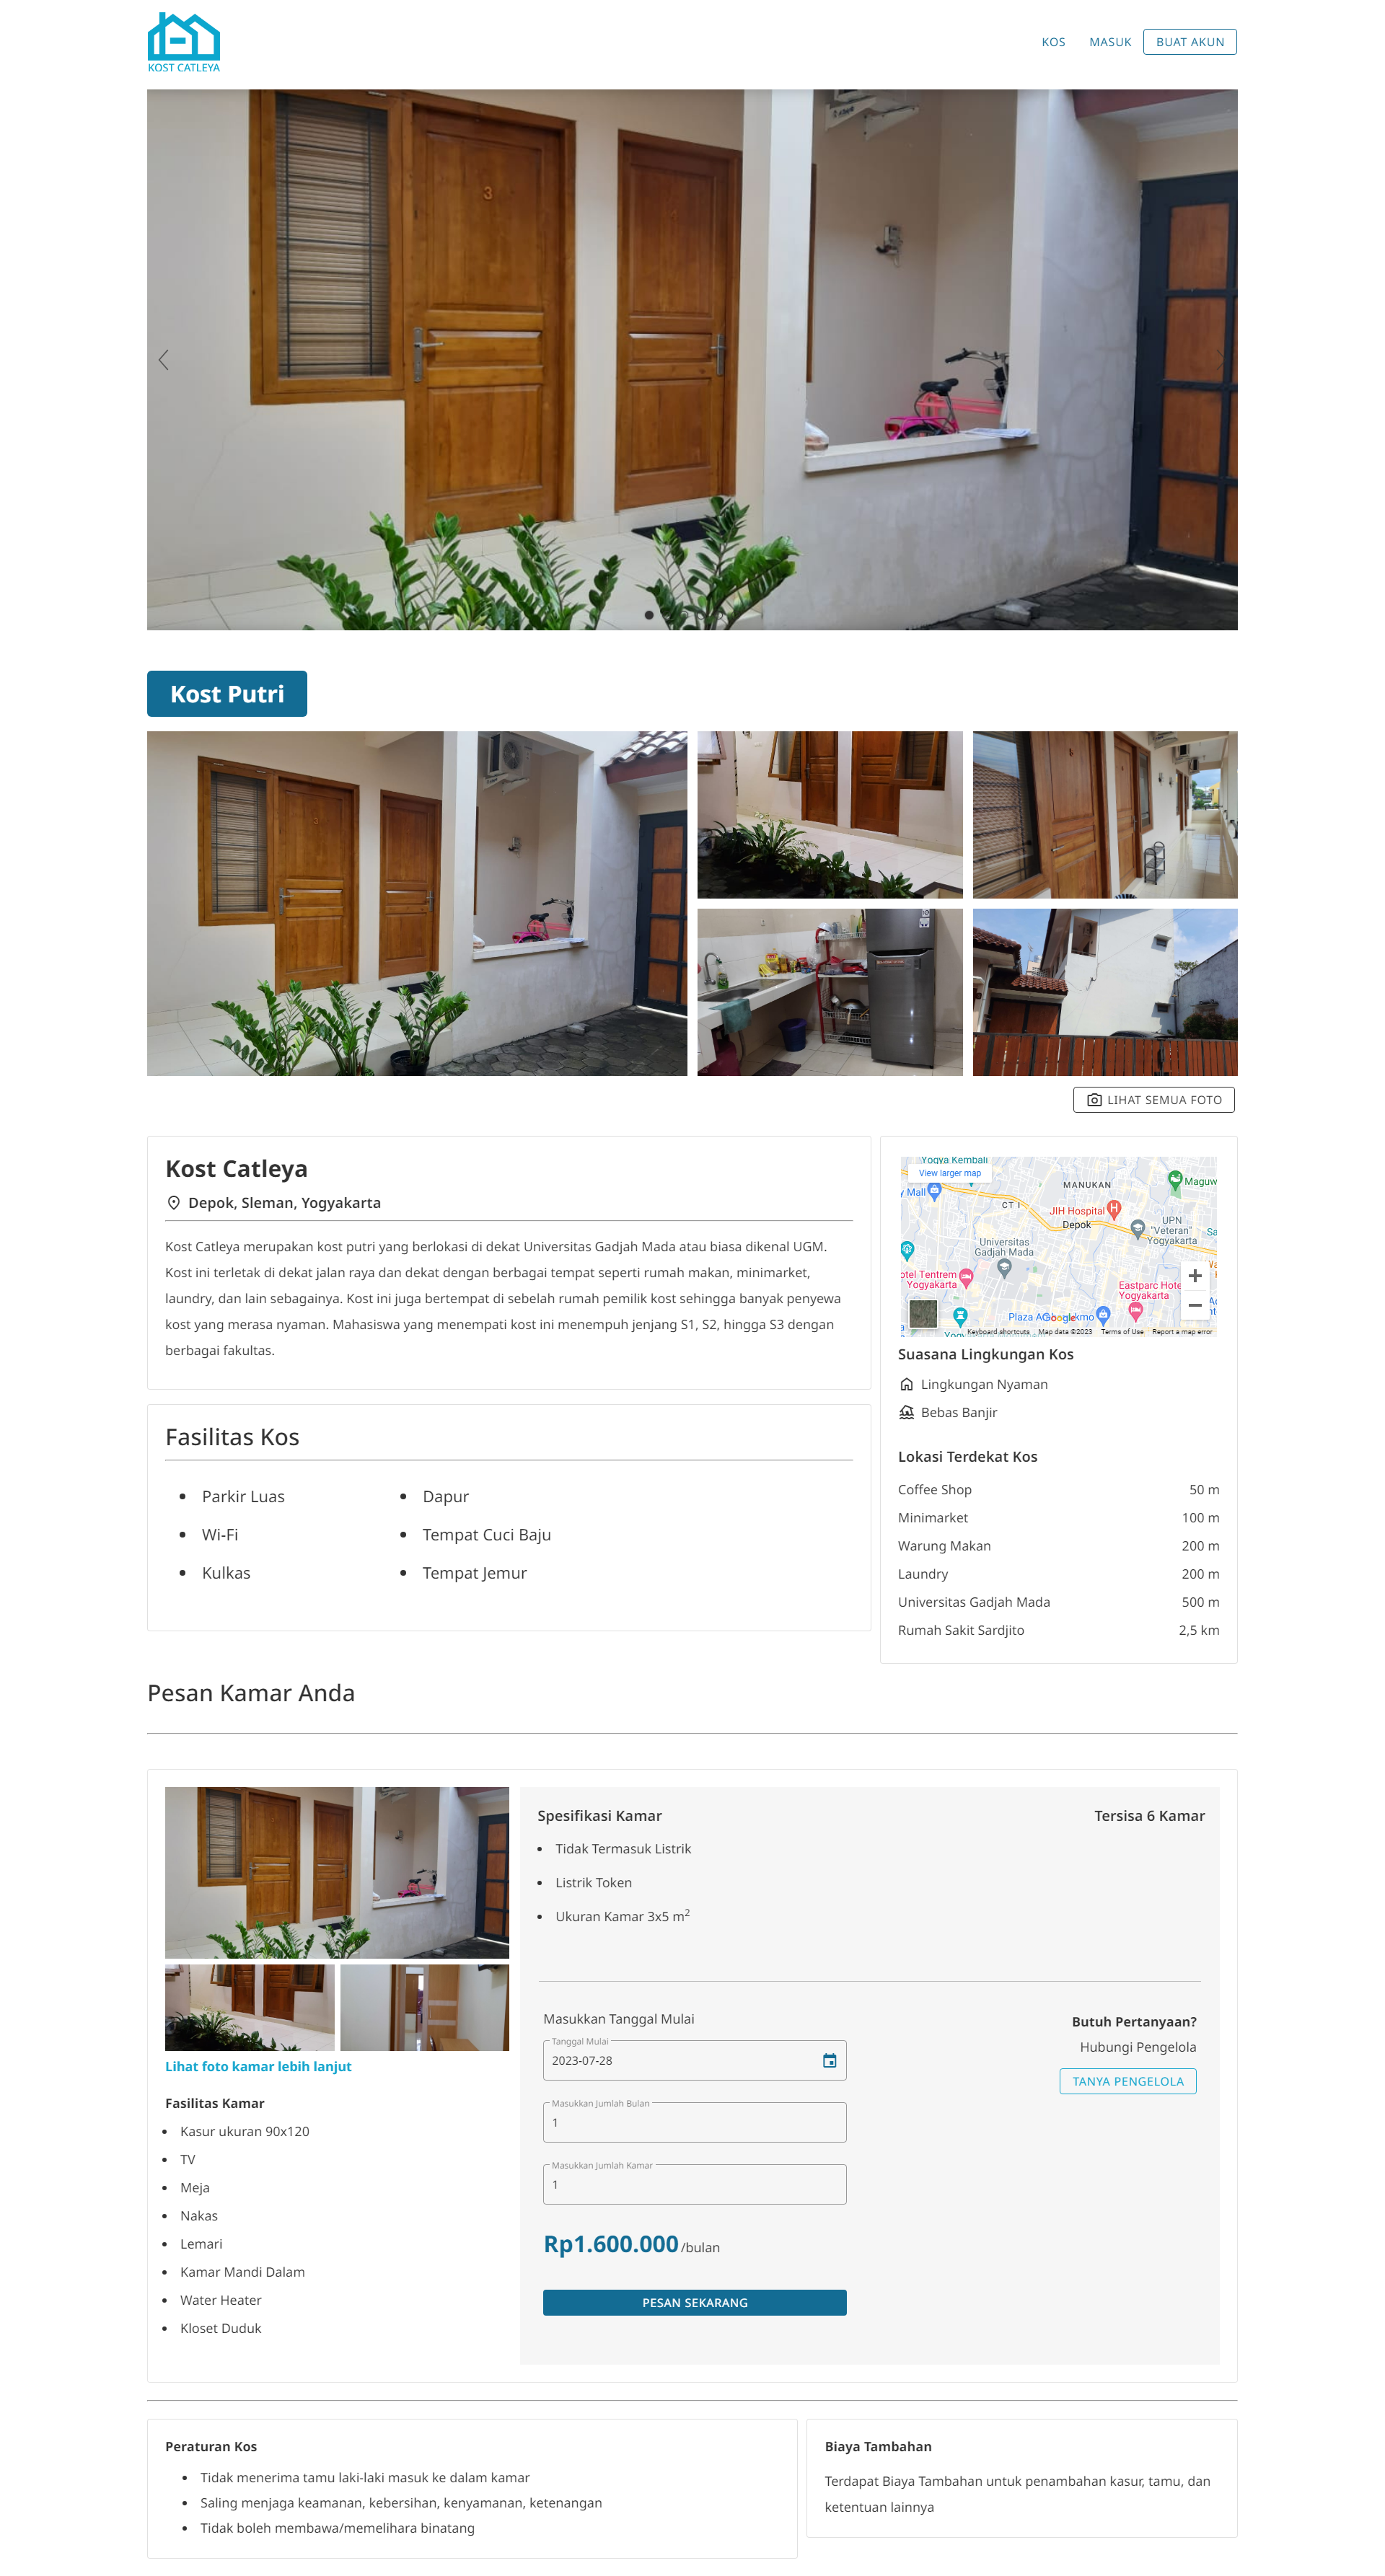 KOST CATLEYA
KOS
MASUK
BUAT AKUN
3
Kost Putri
LIHAT SEMUA FOTO
Kost Catleya
Depok, Sleman, Yogyakarta
Kost Catleya merupakan kost putri yang berlokasi di dekat Universitas Gadjah Mada atau biasa dikenal UGM.
Kost ini terletak di dekat jalan raya dan dekat dengan berbagai tempat seperti rumah makan, minimarket,
laundry, dan lain sebagainya. Kost ini juga bertempat di sebelah rumah pemilik kost sehingga banyak penyewa
kost yang merasa nyaman. Mahasiswa yang menempati kost ini menempuh jenjang S1, S2, hingga S3 dengan
berbagai fakultas.
Fasilitas Kos
Parkir Luas
Wi-Fi
Kulkas
Dapur
Tempat Cuci Baju
Tempat Jemur
Yogya Kembali
View larger map
Mall
MANUKAN
Maguw
CT I
JIH Hospital
Depok
UPN
"Veteran"
Yogyakarta
Universitas
Gadjah Mada
otel Tentrem
Yogyakarta
Eastparc Hote
Yogyakarta
Google
Keyboard shortcuts
Map data ©2023
Terms of Use
Report a map error
Suasana Lingkungan Kos
Lingkungan Nyaman
Bebas Banjir
Lokasi Terdekat Kos
Coffee Shop 50 m
Minimarket 100 m
Warung Makan 200 m
Laundry 200 m
Universitas Gadjah Mada 500 m
Rumah Sakit Sardjito 2,5 km
Pesan Kamar Anda
Lihat foto kamar lebih lanjut
Fasilitas Kamar
Kasur ukuran 90x120
TV
Meja
Nakas
Lemari
Kamar Mandi Dalam
Water Heater
Kloset Duduk
Spesifikasi Kamar
Tersisa 6 Kamar
Tidak Termasuk Listrik
Listrik Token
Ukuran Kamar 3x5 m²
Masukkan Tanggal Mulai
Tanggal Mulai
2023-07-28
Masukkan Jumlah Bulan
1
Masukkan Jumlah Kamar
1
Rp1.600.000 /bulan
PESAN SEKARANG
Butuh Pertanyaan?
Hubungi Pengelola
TANYA PENGELOLA
Peraturan Kos
Tidak menerima tamu laki-laki masuk ke dalam kamar
Saling menjaga keamanan, kebersihan, kenyamanan, ketenangan
Tidak boleh membawa/memelihara binatang
Biaya Tambahan
Terdapat Biaya Tambahan untuk penambahan kasur, tamu, dan
ketentuan lainnya